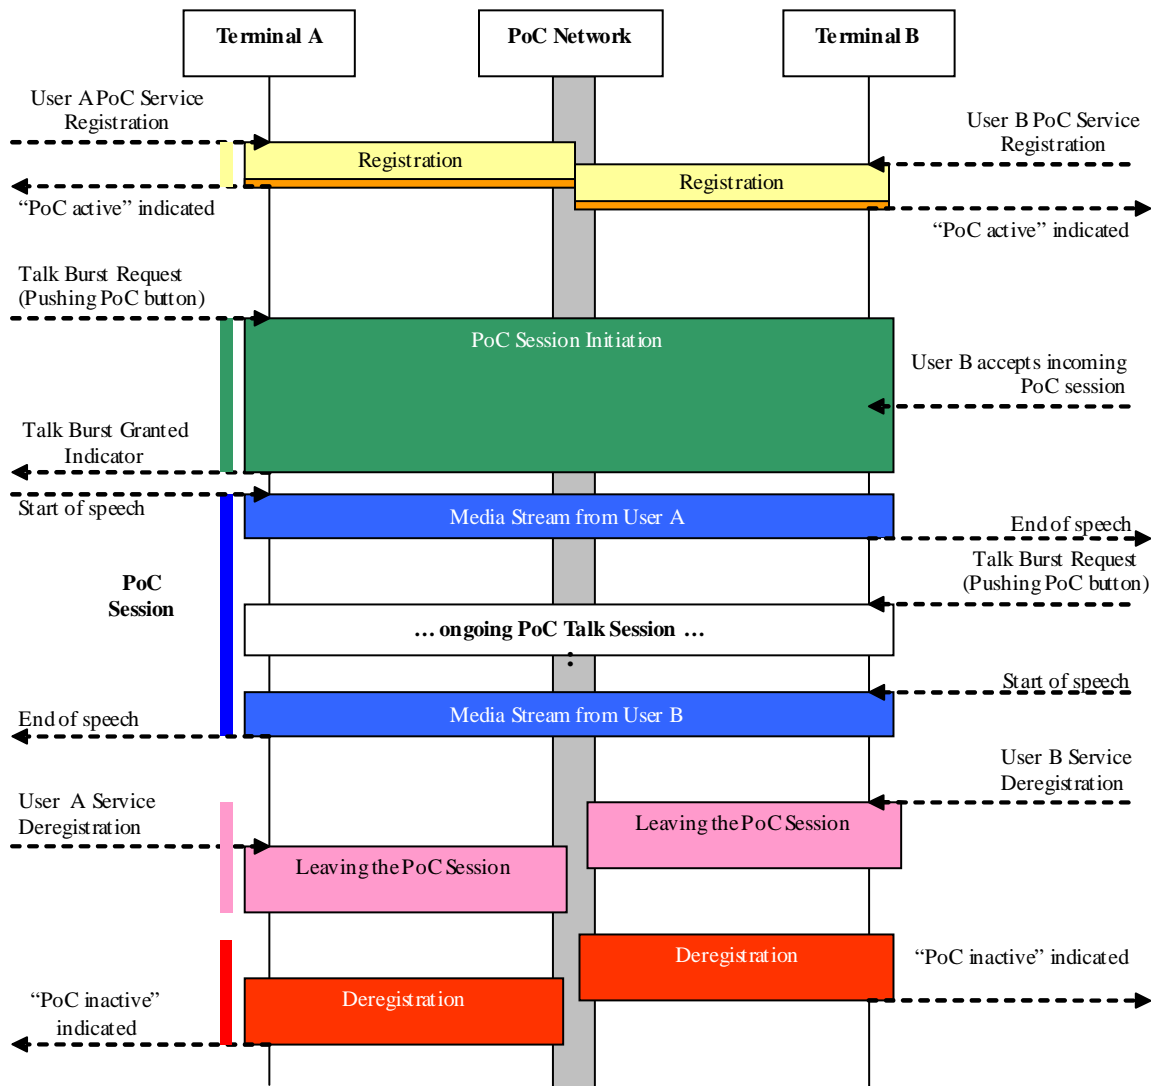 Terminal A
PoC Network
Terminal B
User A PoC Service
Registration
User B PoC Service
Registration
Registration
Registration
“PoC active” indicated
“PoC active” indicated
Talk Burst Request
(Pushing PoC button)
PoC Session Initiation
User B accepts incoming
PoC session
Talk Burst Granted
Indicator
Start of speech
Media Stream from User A
End of speech
Talk Burst Request
(Pushing PoC button)
PoC
Session
… ongoing PoC Talk Session …
:
Start of speech
End of speech
Media Stream from User B
User B Service
Deregistration
User A Service
Deregistration
Leaving the PoC Session
Leaving the PoC Session
Deregistration
“PoC inactive” indicated
“PoC inactive”
indicated
Deregistration